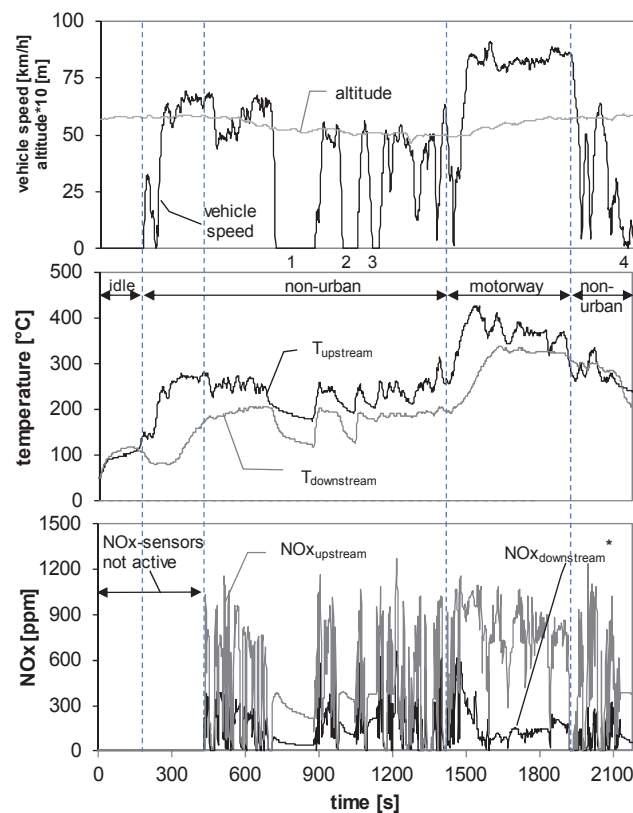 vehicle speed [km/h]
altitude*10 [m]
100
75
50
25
0
altitude
vehicle
speed
1
2
3
4
temperature [°C]
500
400
300
200
100
0
idle
non-urban
motorway
non-
urban
Tupstream
Tdownstream
NOx [ppm]
1500
1200
900
600
300
0
NOx-sensors
not active
NOxupstream
NOxdownstream*
0
300
600
900
1200
1500
1800
2100
time [s]